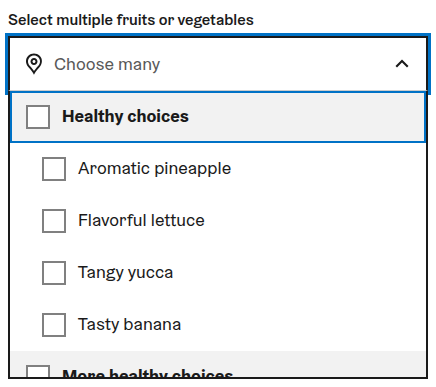 Select multiple fruits or vegetables
Choose many
Healthy choices
Aromatic pineapple
Flavorful lettuce
Tangy yucca
Tasty banana
More healthy choices